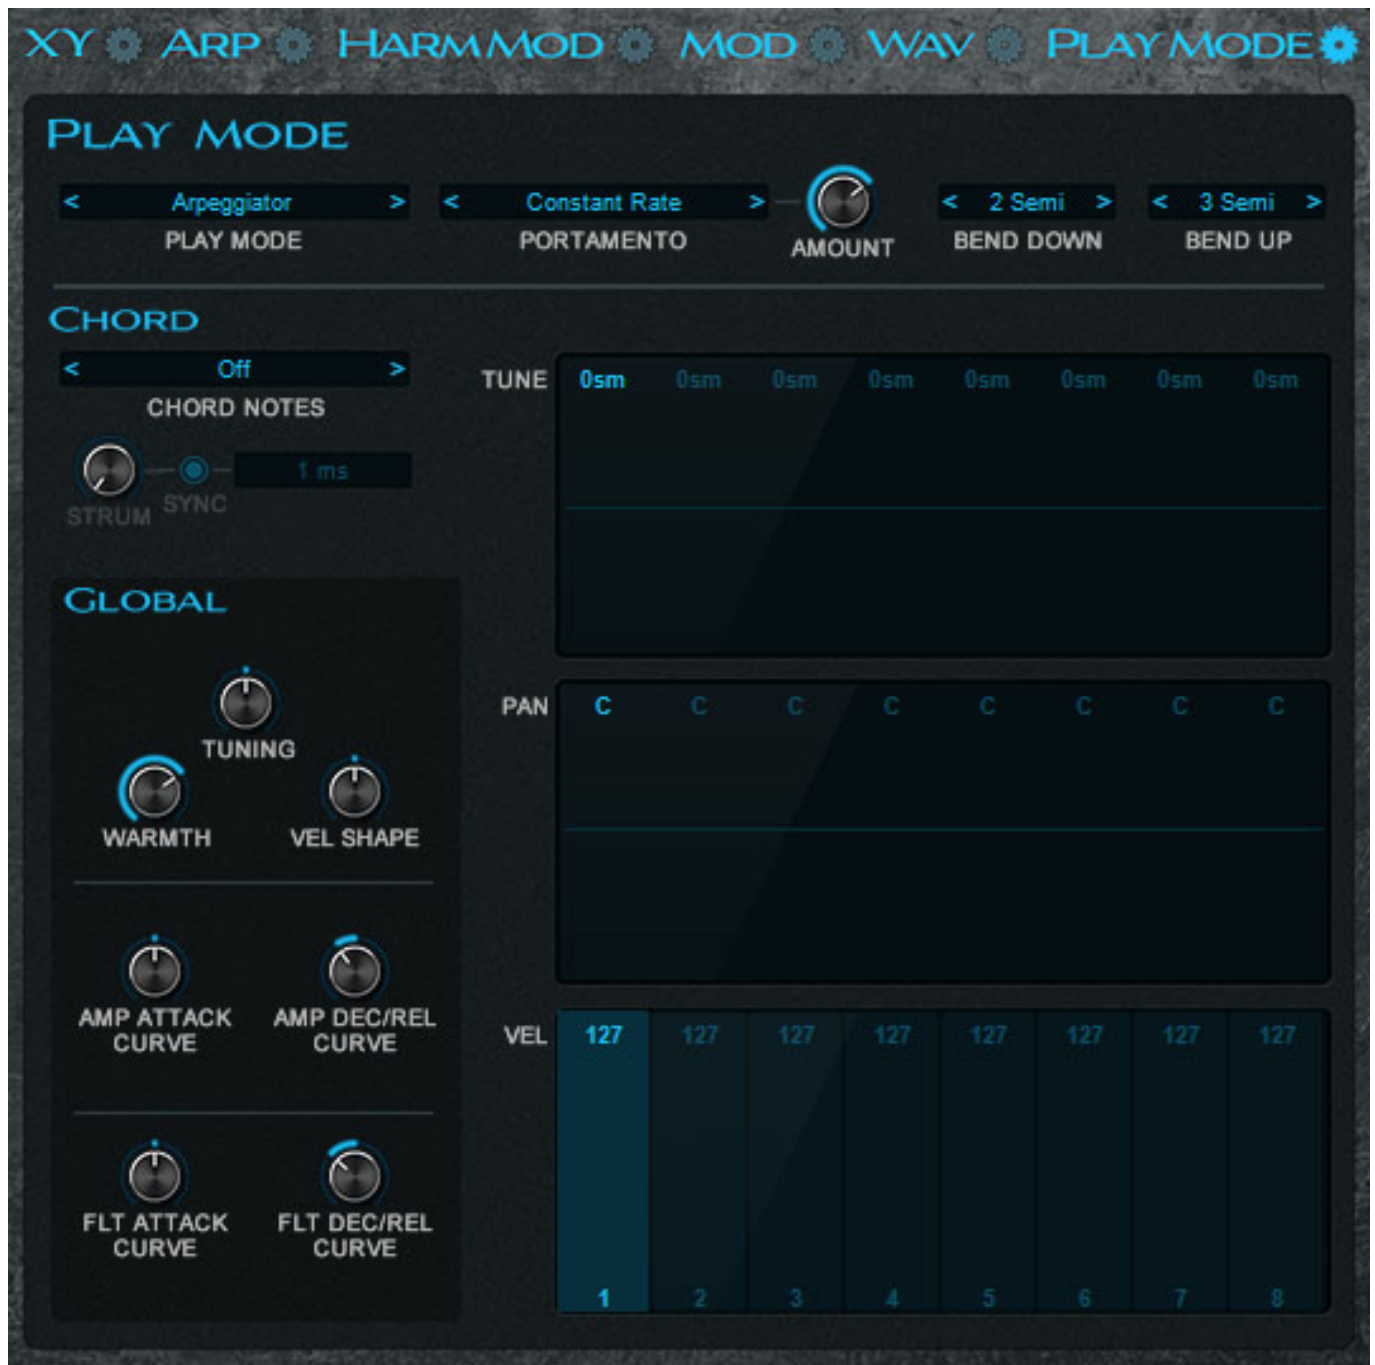 XY ARP HARMMOD MOD WAV PLAYMODE
PLAY MODE
< Arpeggiator > < Constant Rate > < 2 Semi > < 3 Semi >
PLAY MODE PORTAMENTO AMOUNT BEND DOWN BEND UP
CHORD
< Off >
CHORD NOTES
STRUM SYNC 1 ms
TUNE 0sm 0sm 0sm 0sm 0sm 0sm 0sm 0sm
GLOBAL
TUNING
WARMTH VEL SHAPE
AMP ATTACK CURVE
AMP DEC/REL CURVE
FLT ATTACK CURVE
FLT DEC/REL CURVE
PAN C C C C C C C C
VEL 127 127 127 127 127 127 127 127
1 2 3 4 5 6 7 8